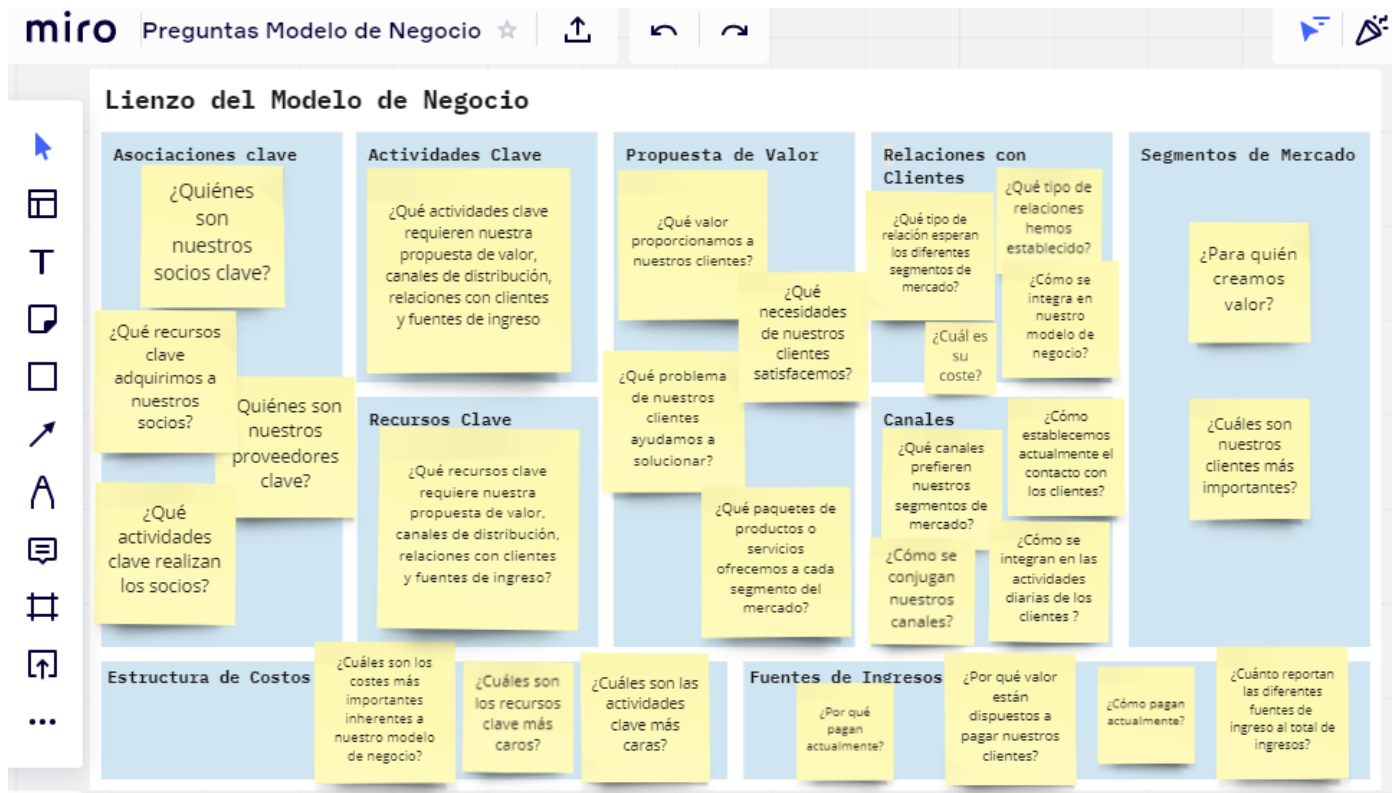 miro
Preguntas Modelo de Negocio
Lienzo del Modelo de Negocio
Asociaciones clave
¿Quiénes
son
nuestros
socios clave?
¿Qué recursos
clave
adquirimos a
nuestros
socios?
Quiénes son
nuestros
proveedores
clave?
¿Qué
actividades
clave realizan
los socios?
Actividades Clave
¿Qué actividades clave
requieren nuestra
propuesta de valor,
canales de distribución,
relaciones con clientes
y fuentes de ingreso
Recursos Clave
¿Qué recursos clave
requiere nuestra
propuesta de valor,
canales de distribución,
relaciones con clientes
y fuentes de ingreso?
Propuesta de Valor
¿Qué valor
proporcionamos a
nuestros clientes?
¿Qué
necesidades
de nuestros
clientes
satisfacemos?
¿Qué problema
de nuestros
clientes
ayudamos a
solucionar?
¿Qué paquetes de
productos o
servicios
ofrecemos a cada
segmento del
mercado?
Relaciones con
Clientes
¿Qué tipo de
relación esperan
los diferentes
segmentos de
mercado?
¿Qué tipo de
relaciones
hemos
establecido?
¿Cómo se
integra en
nuestro
modelo de
negocio?
¿Cuál es
su
coste?
Canales
¿Qué canales
prefieren
nuestros
segmentos de
mercado?
¿Cómo
establecemos
actualmente el
contacto con
los clientes?
¿Cómo se
conjugan
nuestros
canales?
¿Cómo se
integran en las
actividades
diarias de los
clientes ?
Segmentos de Mercado
¿Para quién
creamos
valor?
¿Cuáles son
nuestros
clientes más
importantes?
Estructura de Costos
¿Cuáles son los
costes más
importantes
inherentes a
nuestro modelo
de negocio?
¿Cuáles son
los recursos
clave más
caros?
¿Cuáles son las
actividades
clave más
caras?
Fuentes de Ingresos
¿Por qué
pagan
actualmente?
¿Por qué valor
están
dispuestos a
pagar nuestros
clientes?
¿Cómo pagan
actualmente?
¿Cuánto reportan
las diferentes
fuentes de
ingreso al total de
ingresos?